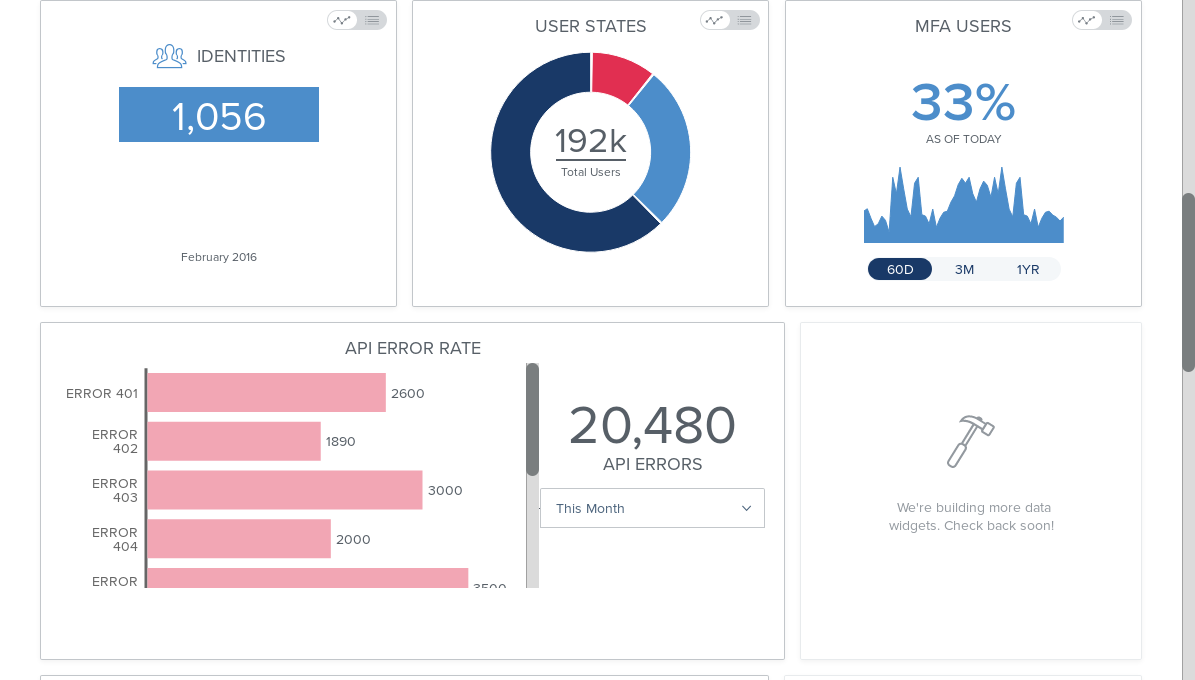 IDENTITIES
1,056
February 2016
USER STATES
192k
Total Users
MFA USERS
33%
AS OF TODAY
60D
3M
1YR
API ERROR RATE
ERROR 401
2600
ERROR
402
1890
ERROR
403
3000
ERROR
404
2000
ERROR
3500
20,480
API ERRORS
This Month
We're building more data
widgets. Check back soon!